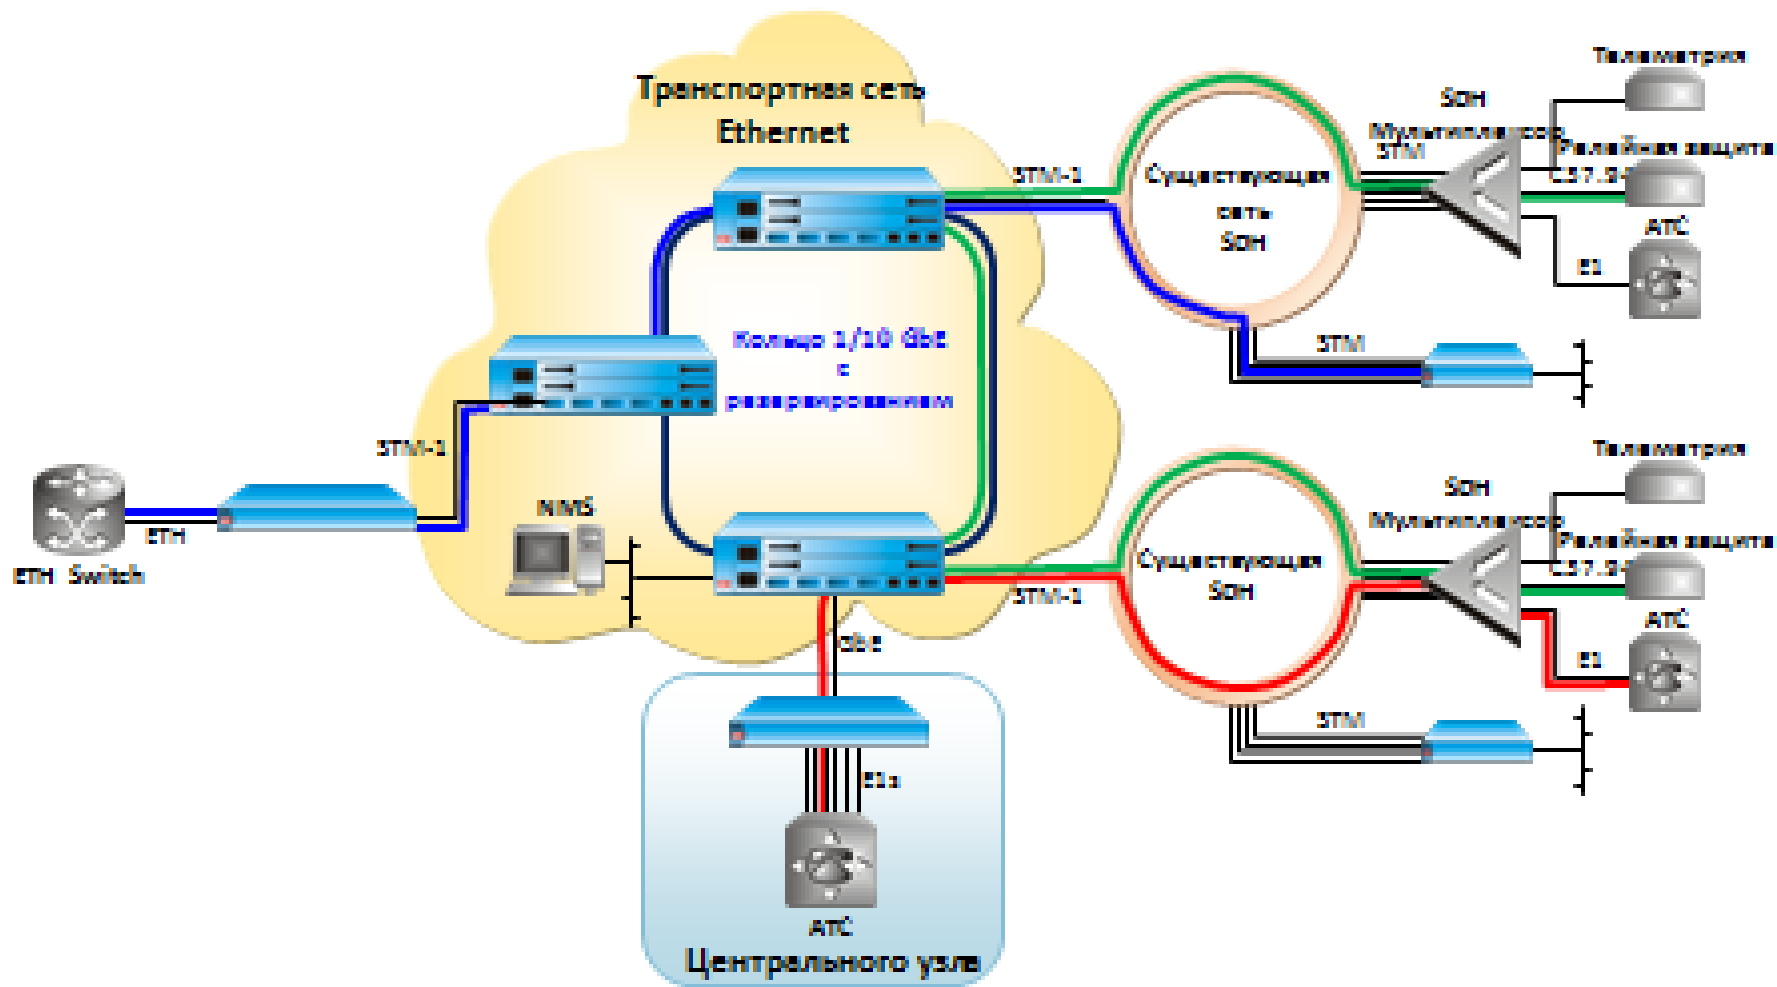 Транспортная сеть
Ethernet
Кольцо 1/10 GbE
с
резервированием
STM-1
Существующая
сеть
SDH
SDH
Мультиплексор
STM
Телеметрия
Релейная защита
C37.94
АТС
E1
STM
STM-1
ETH
ETH Switch
NMS
GbE
E1s
АТС
Центрального узла
STM-1
Существующая
SDH
SDH
Мультиплексор
Телеметрия
Релейная защита
C37.94
АТС
E1
STM